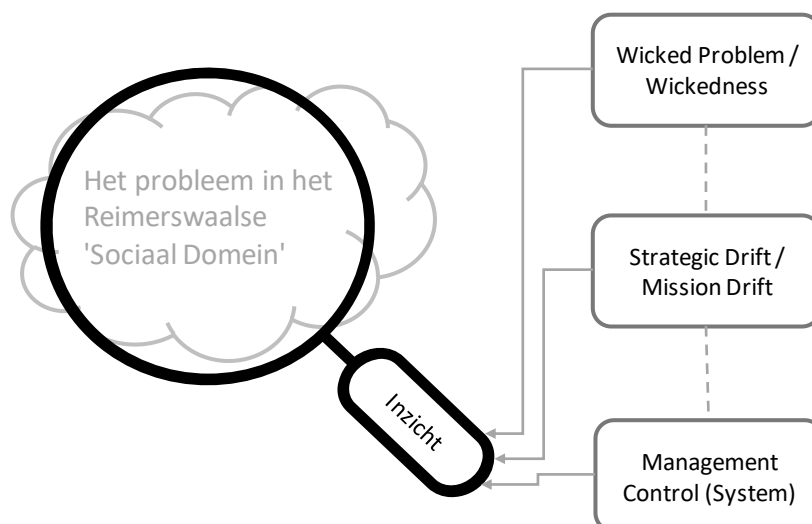 Wicked Problem /
Wickedness
Het probleem in het
Reimerswaalse
'Sociaal Domein'
Strategic Drift /
Mission Drift
Inzicht
Management
Control (System)